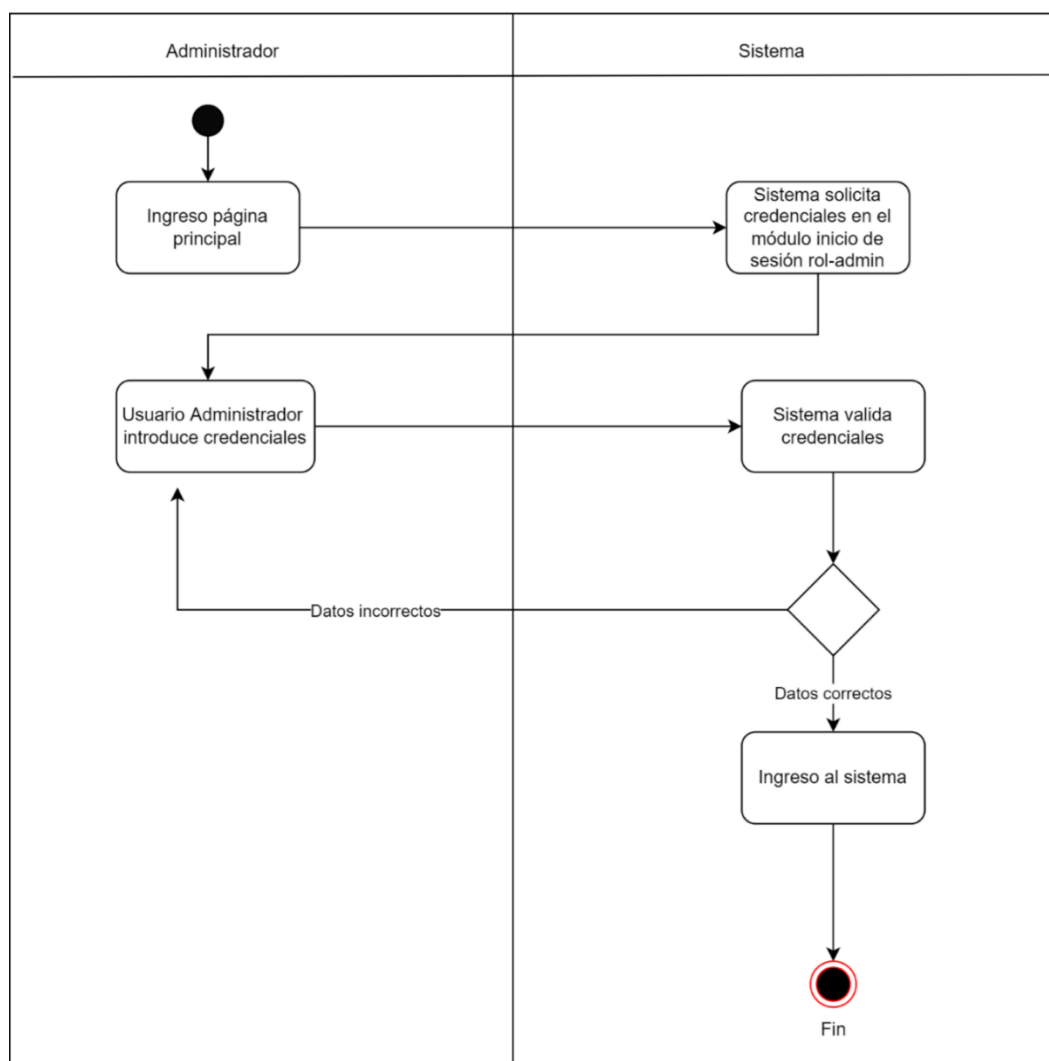 Administrador
Sistema
Ingreso página
principal
Sistema solicita
credenciales en el
módulo inicio de
sesión rol-admin
Usuario Administrador
introduce credenciales
Sistema valida
credenciales
Datos incorrectos
Datos correctos
Ingreso al sistema
Fin